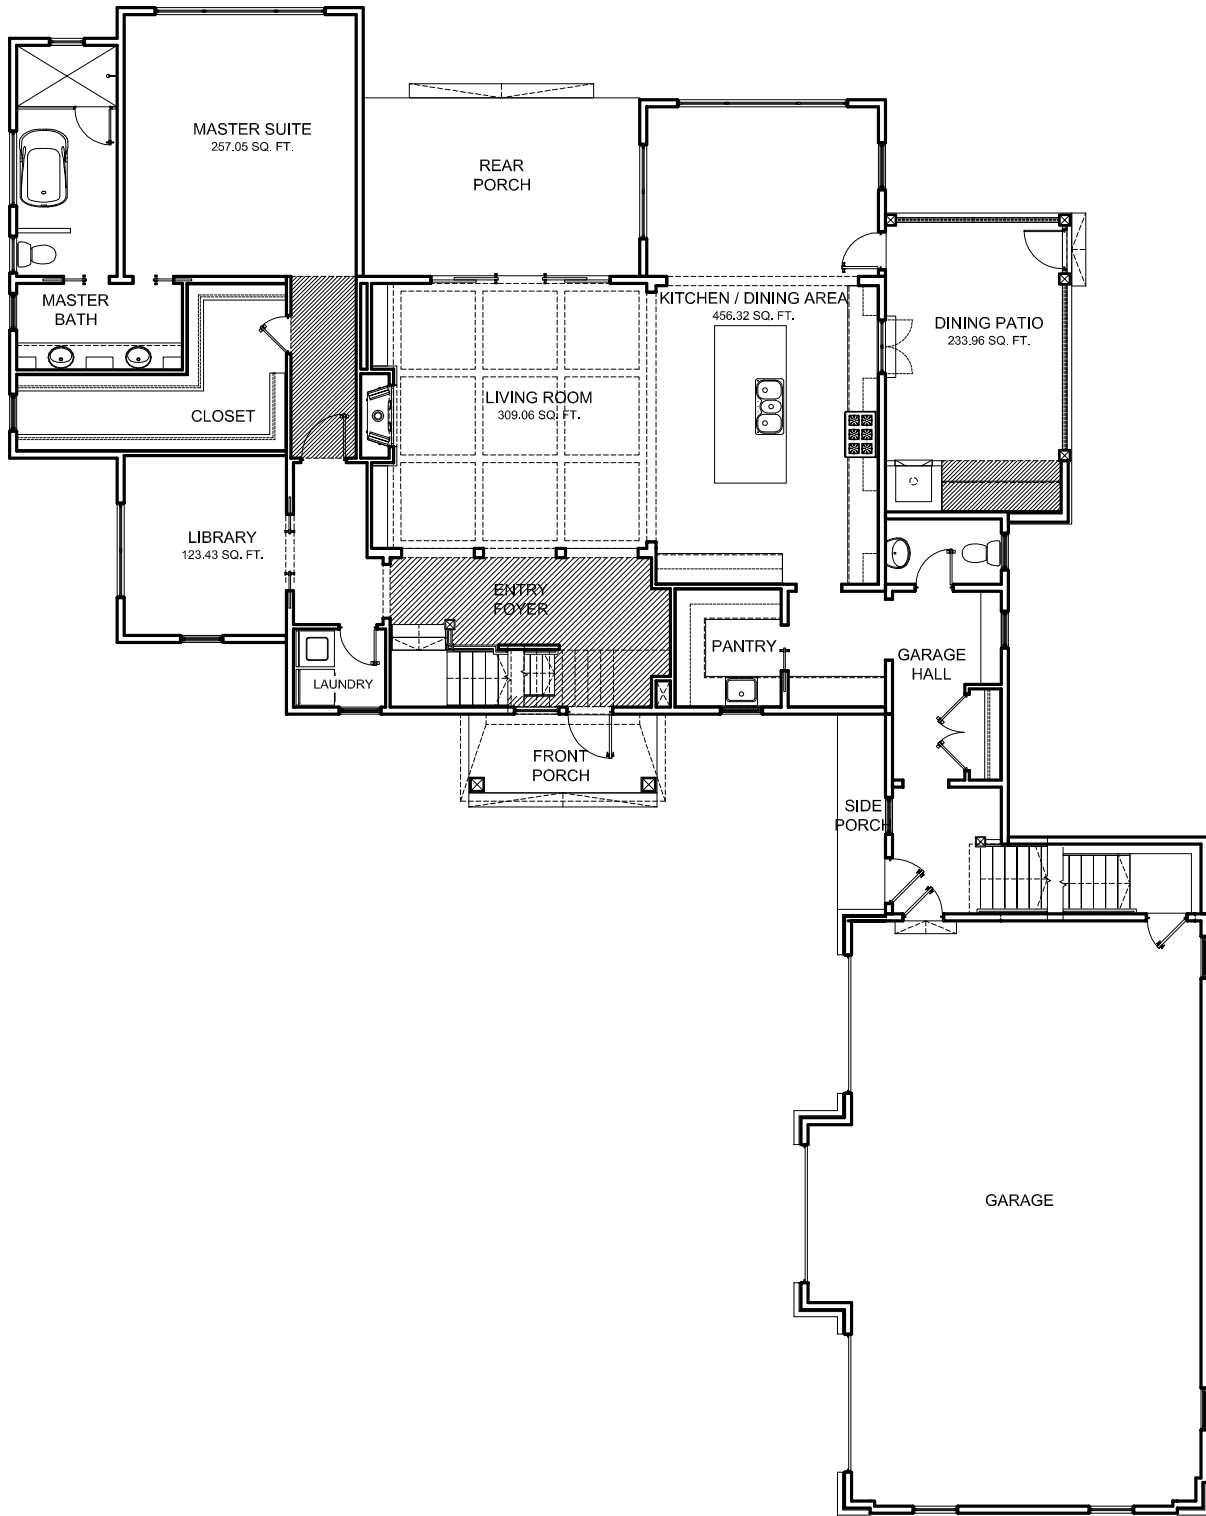 MASTER SUITE
257.05 SQ. FT.
REAR
PORCH
MASTER
BATH
KITCHEN / DINING AREA
456.32 SQ. FT.
DINING PATIO
233.96 SQ. FT.
CLOSET
LIVING ROOM
309.06 SQ. FT.
LIBRARY
123.43 SQ. FT.
ENTRY
FOYER
PANTRY
GARAGE
HALL
LAUNDRY
FRONT
PORCH
SIDE
PORCH
GARAGE